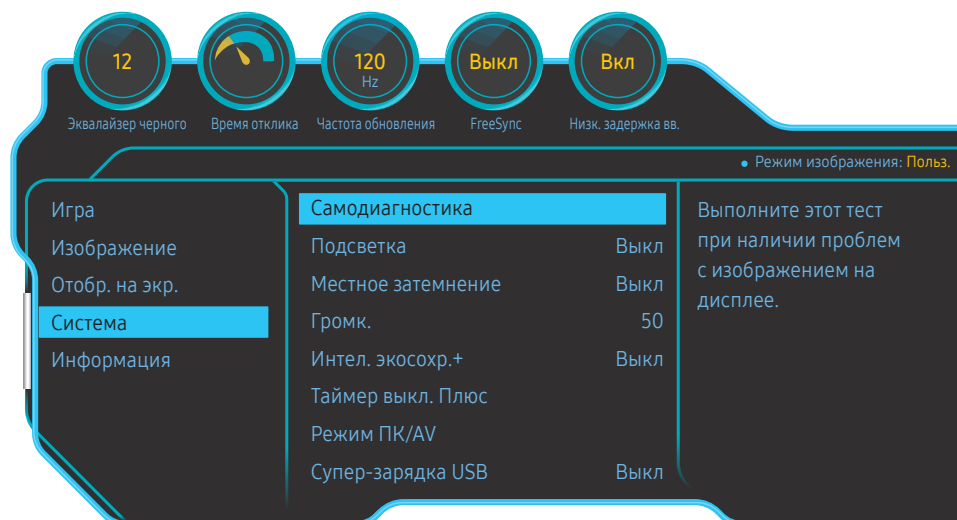 12
120
Hz
Выкл
Вкл
Эквалайзер черного
Время отклика
Частота обновления
FreeSync
Низк. задержка вв.
Режим изображения: Польз.
Игра
Изображение
Отобр. на экр.
Система
Информация
Самодиагностика
Подсветка Выкл
Местное затемнение Выкл
Громк. 50
Интел. экосохр.+ Выкл
Таймер выкл. Плюс
Режим ПК/AV
Супер-зарядка USB Выкл
Выполните этот тест
при наличии проблем
с изображением на
дисплее.